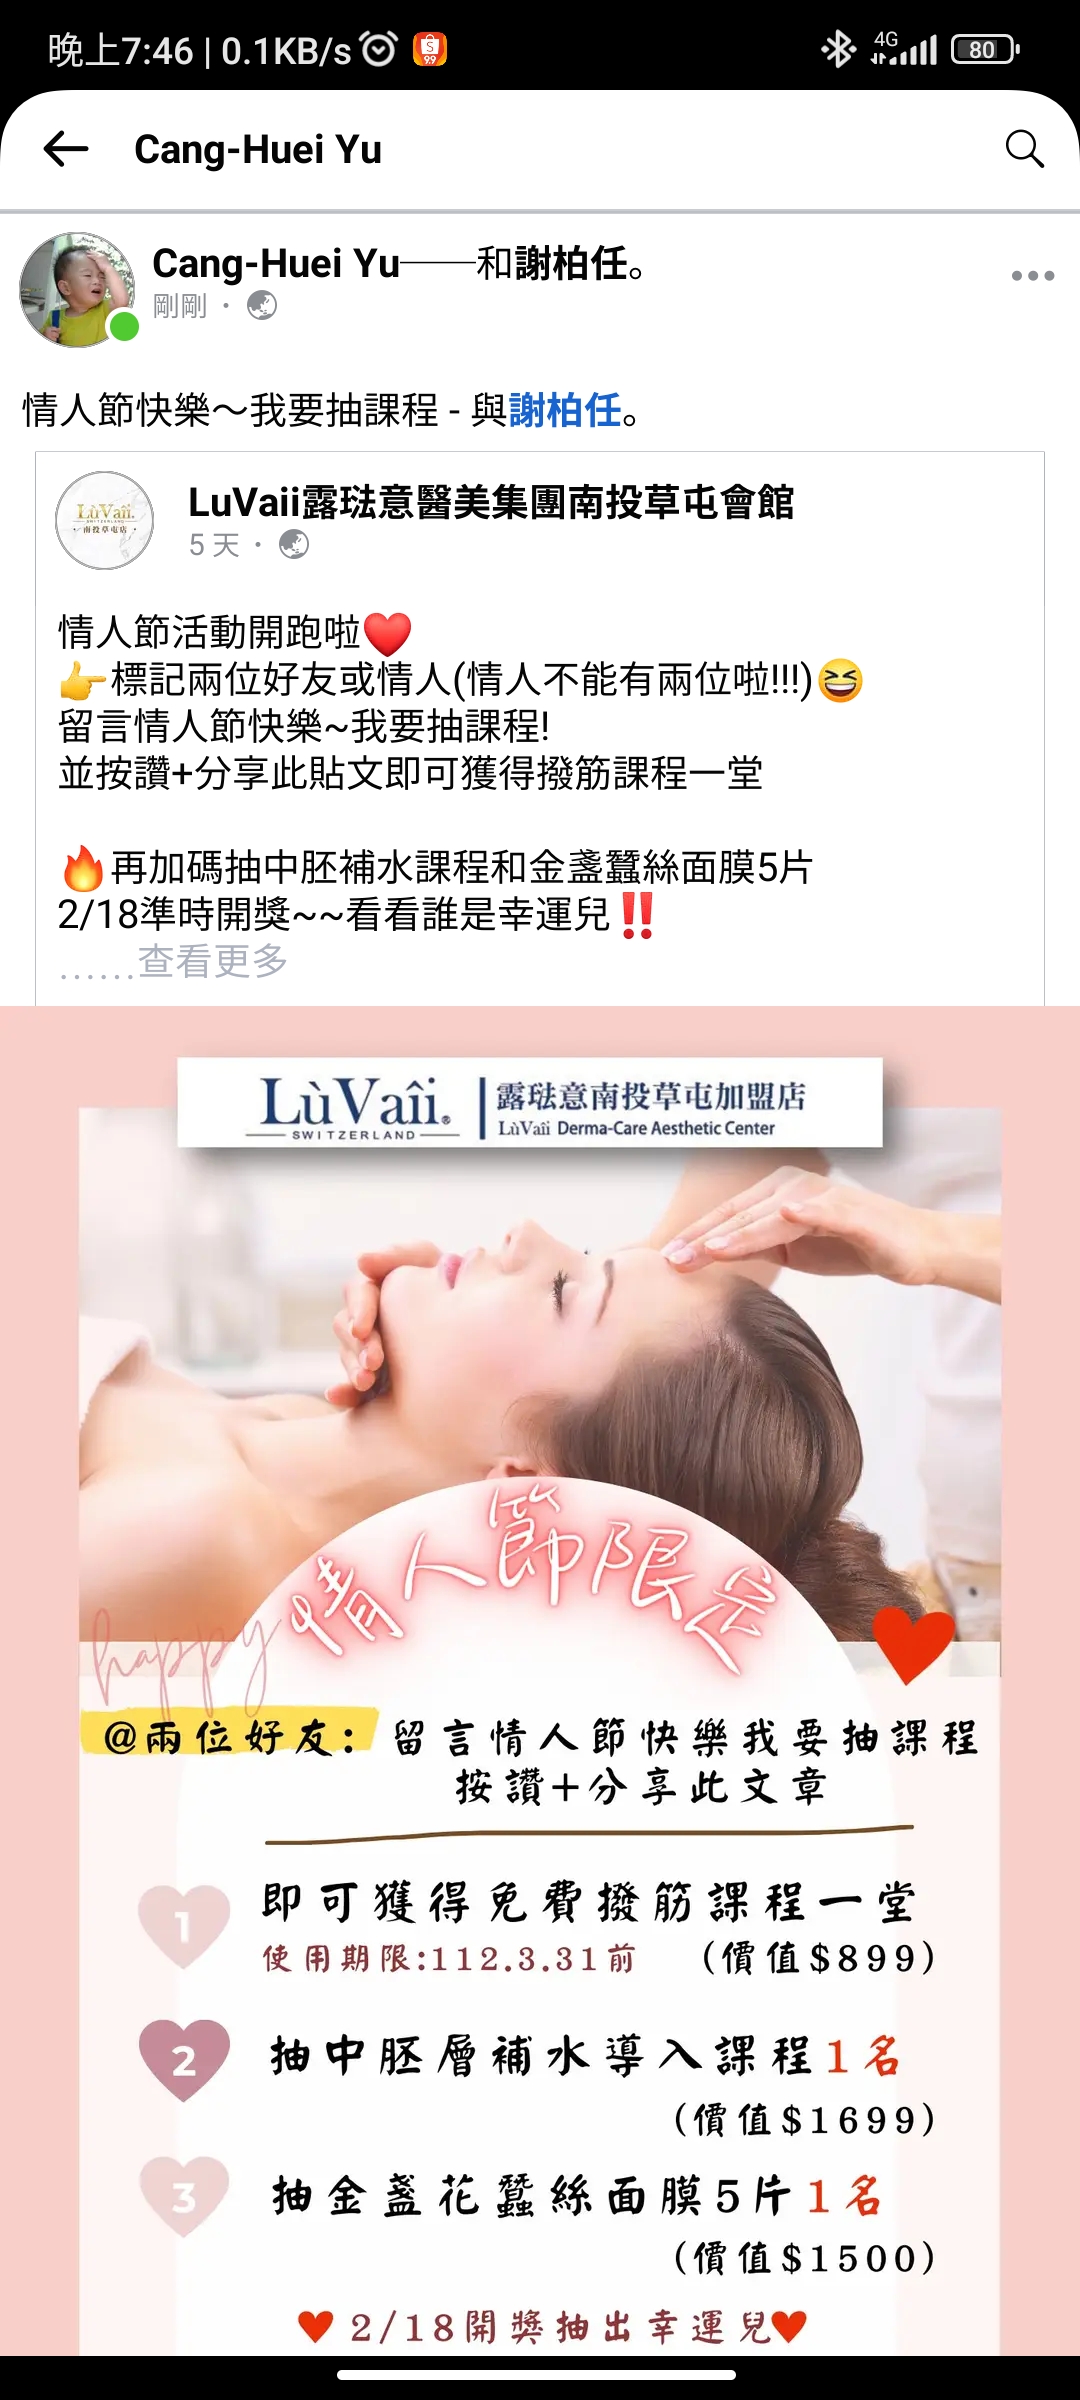 晚上7:46 | 0.1KB/s
4G
80
Cang-Huei Yu
Cang-Huei Yu──和謝柏任。
剛剛 ·
情人節快樂～我要抽課程 - 與謝柏任。
LùVaîi.
SWITZERLAND
南投草屯店
LuVaii露琺意醫美集團南投草屯會館
5 天 ·
情人節活動開跑啦❤️
👉標記兩位好友或情人(情人不能有兩位啦!!!)😆
留言情人節快樂~我要抽課程!
並按讚+分享此貼文即可獲得撥筋課程一堂
🔥再加碼抽中胚補水課程和金盞蠶絲面膜5片
2/18準時開獎~~看看誰是幸運兒‼️
……查看更多
LùVaîi® | 露琺意南投草屯加盟店
SWITZERLAND LùVaîi Derma-Care Aesthetic Center
情人節限定
happy
@兩位好友: 留言情人節快樂我要抽課程
按讚+分享此文章
1 即可獲得免費撥筋課程一堂
使用期限:112.3.31前 (價值$899)
2 抽中胚層補水導入課程1名
(價值$1699)
3 抽金盞花蠶絲面膜5片1名
(價值$1500)
♥2/18開獎抽出幸運兒♥